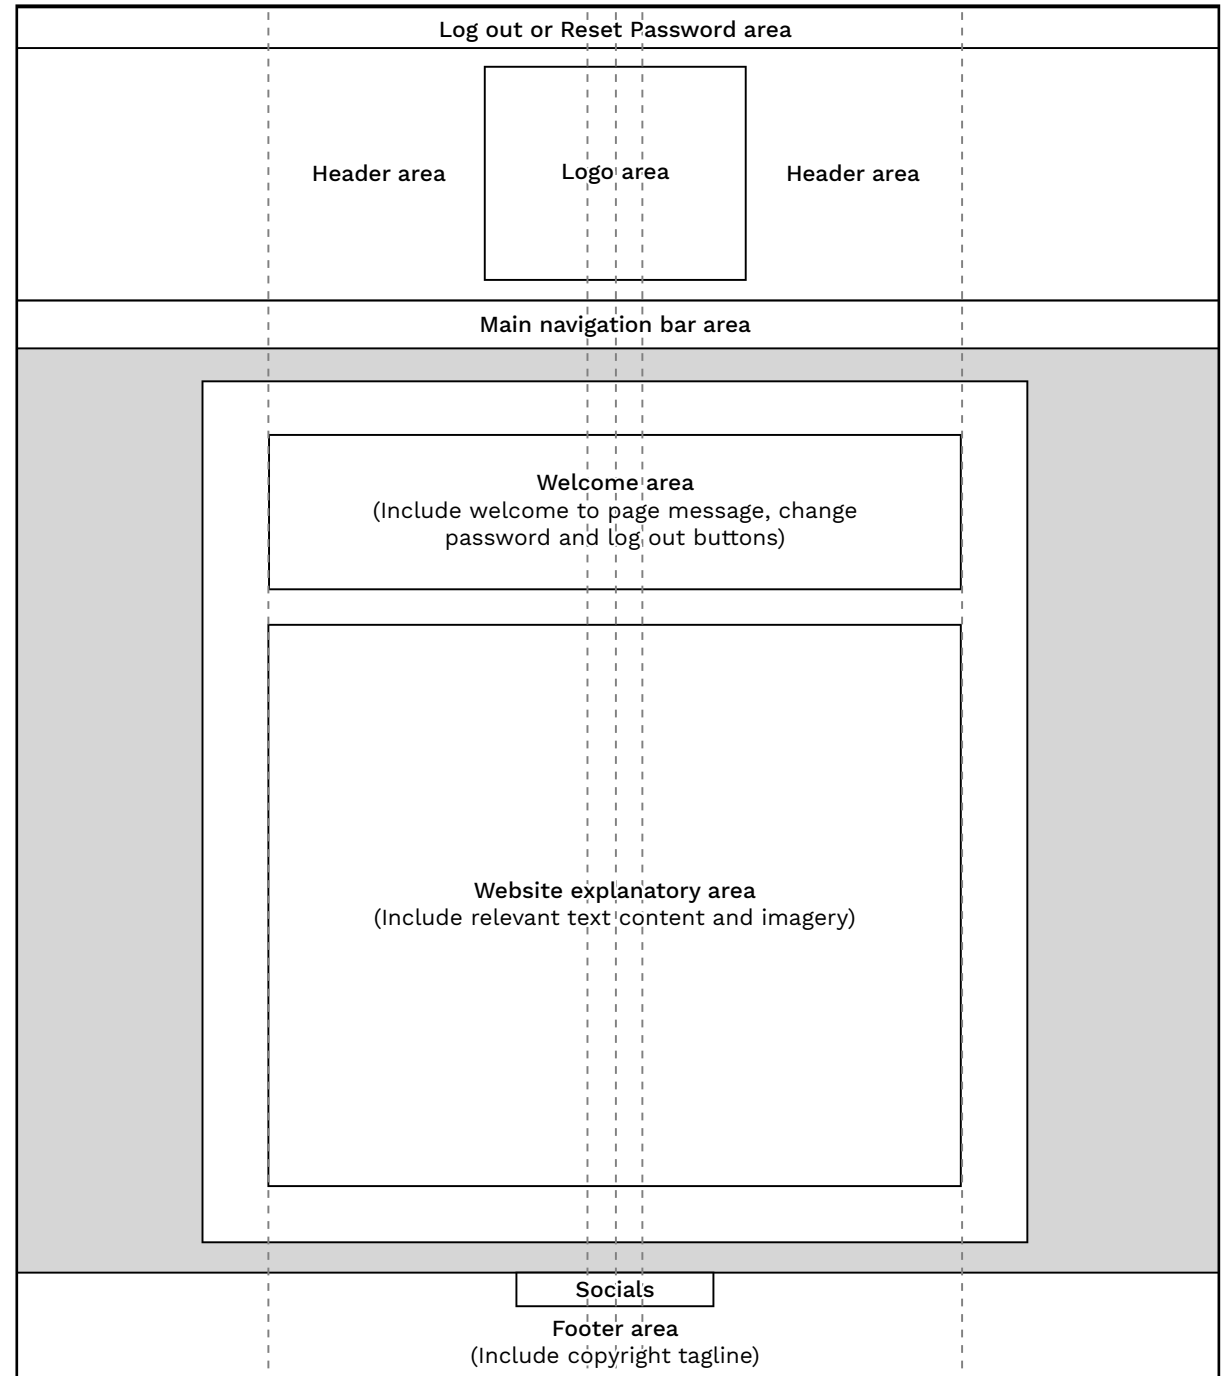 Log out or Reset Password area
Header area
Logo area
Header area
Main navigation bar area
Welcome area
(Include welcome to page message, change
password and log out buttons)
Website explanatory area
(Include relevant text content and imagery)
Socials
Footer area
(Include copyright tagline)